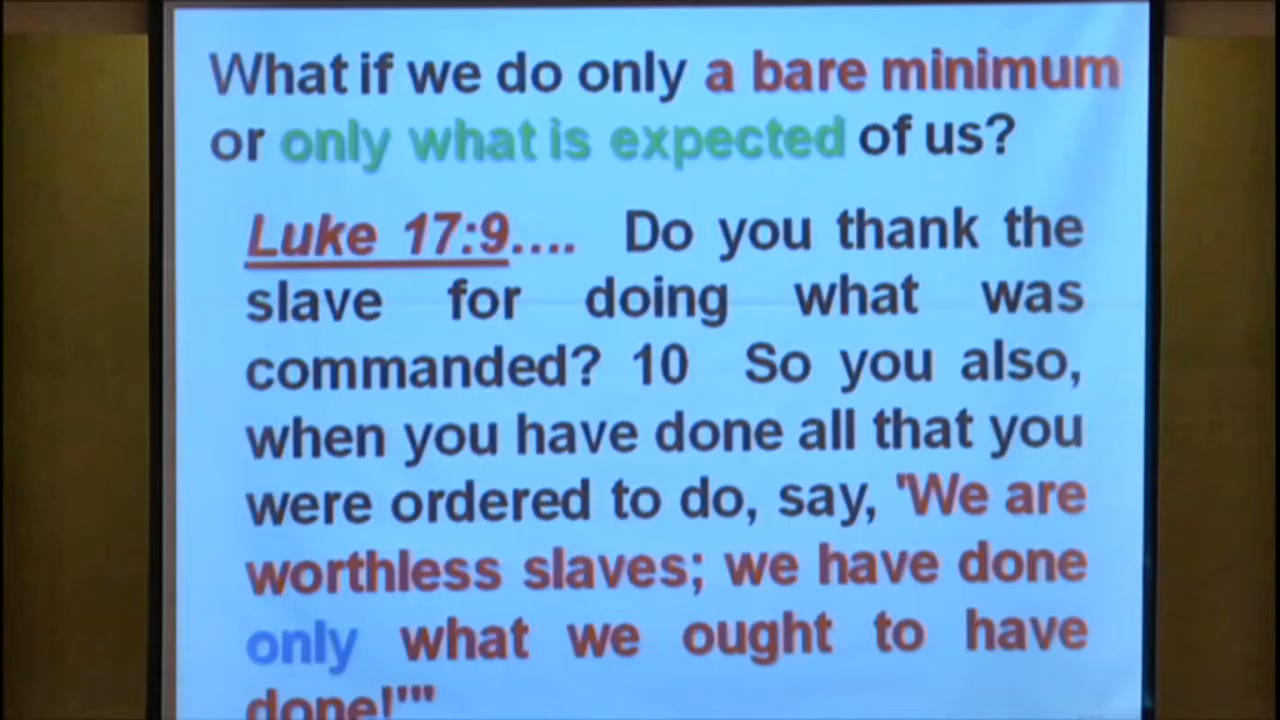 What if we do only a bare minimum
or only what is expected of us?
Luke 17:9.... Do you thank the
slave for doing what was
commanded? 10 So you also,
when you have done all that you
were ordered to do, say, 'We are
worthless slaves; we have done
only what we ought to have
done!'"